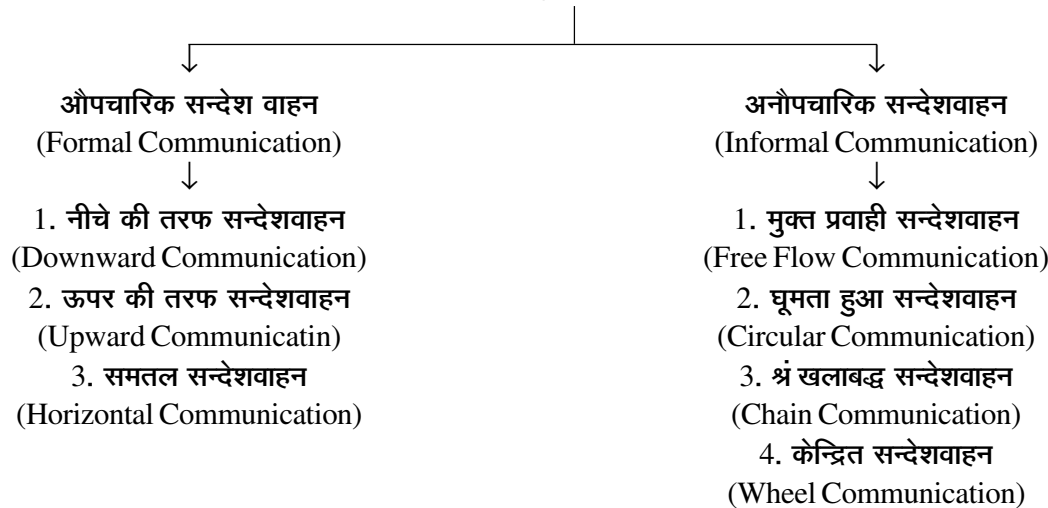 औपचारिक सन्देश वाहन
(Formal Communication)
1. नीचे की तरफ सन्देशवाहन
(Downward Communication)
2. ऊपर की तरफ सन्देशवाहन
(Upward Communicatin)
3. समतल सन्देशवाहन
(Horizontal Communication)
अनौपचारिक सन्देशवाहन
(Informal Communication)
1. मुक्त प्रवाही सन्देशवाहन
(Free Flow Communication)
2. घूमता हुआ सन्देशवाहन
(Circular Communication)
3. श्रं खलाबद्ध सन्देशवाहन
(Chain Communication)
4. केन्द्रित सन्देशवाहन
(Wheel Communication)